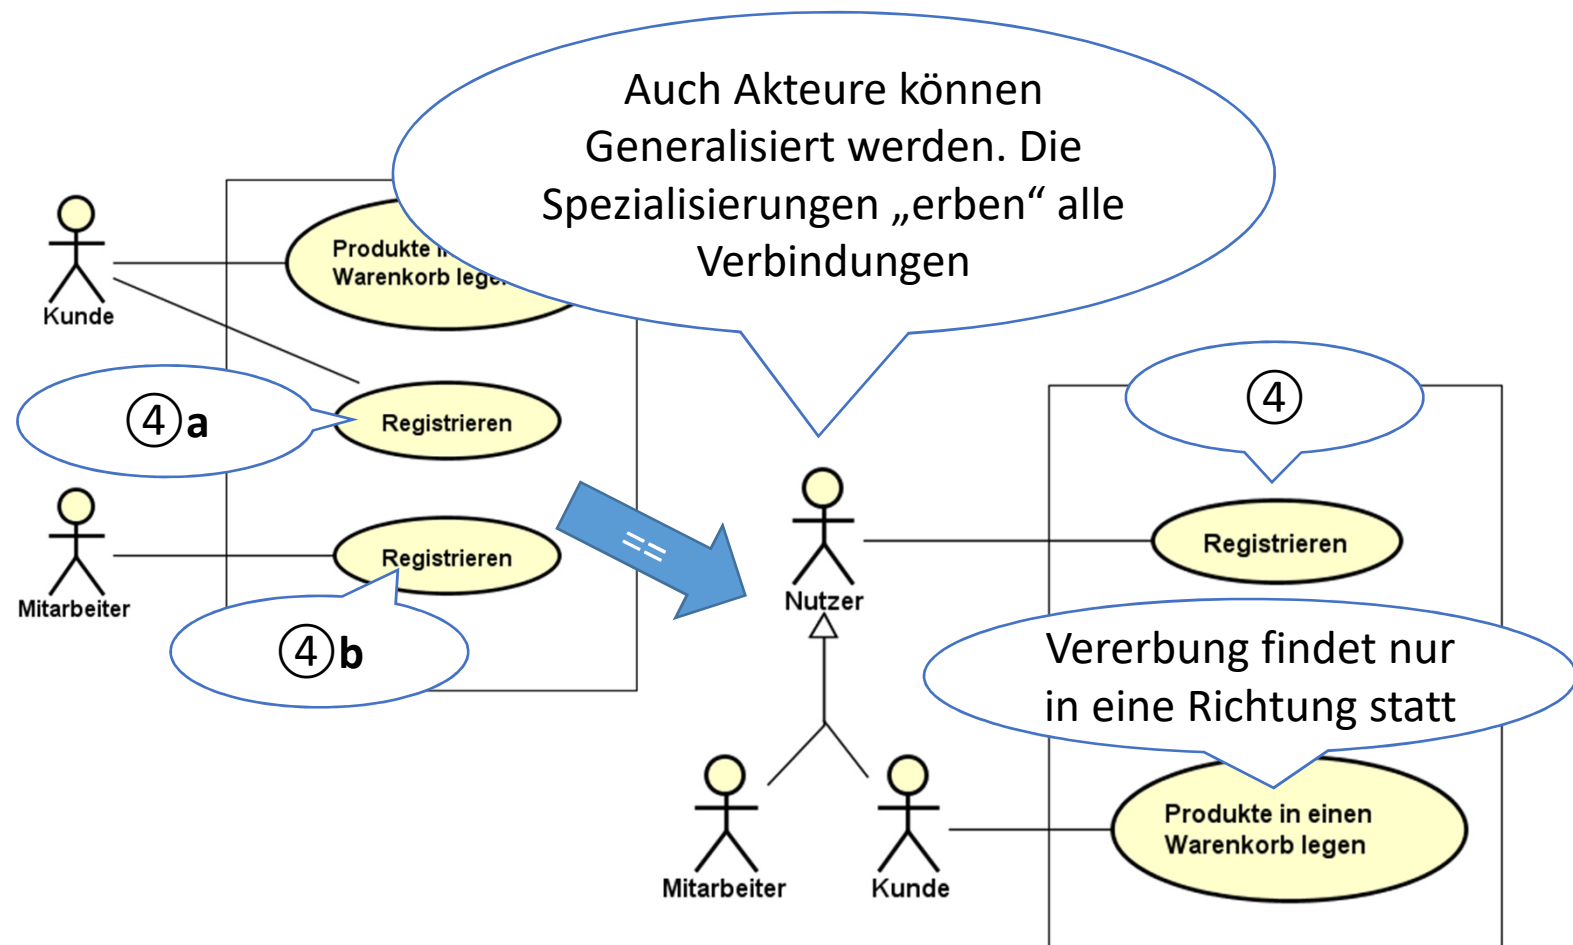 Auch Akteure können
Generalisiert werden. Die
Spezialisierungen „erben“ alle
Verbindungen
Produkte
Warenkorb
Kunde
④a
Registrieren
④
Mitarbeiter
Registrieren
==
④b
Nutzer
Registrieren
Vererbung findet nur
in eine Richtung statt
Produkte in einen
Warenkorb legen
Mitarbeiter
Kunde